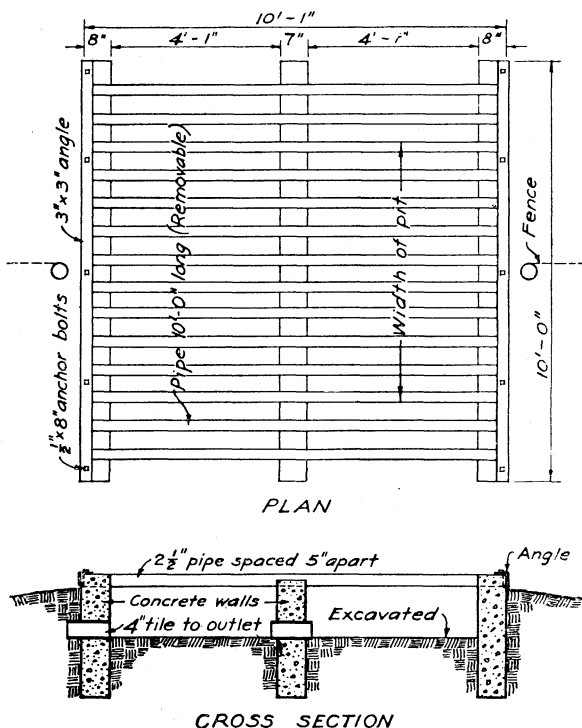 10'-1"
8" 4'-1" 7" 4'-1" 8"
3"x3" angle
½"x8" anchor bolts
Pipe 10'-0" long (Removable)
Width of pit
Fence
10'-0"
PLAN
2½" pipe spaced 5" apart
Angle
Concrete walls
4" tile to outlet
Excavated
CROSS SECTION